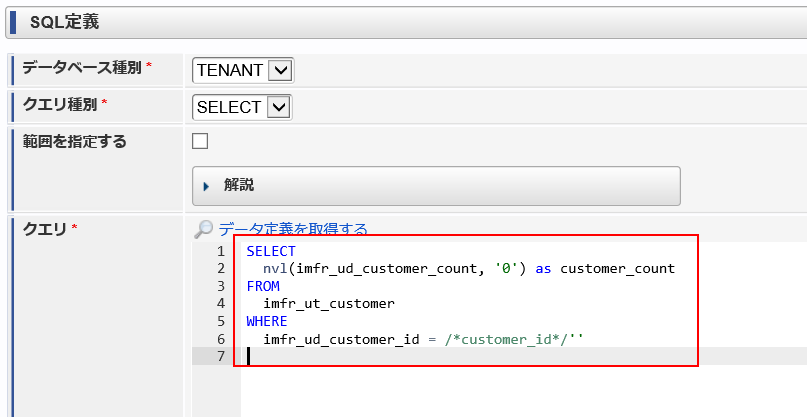 SQL定義
データベース種別 *
TENANT
クエリ種別 *
SELECT
範囲を指定する
解説
クエリ *
データ定義を取得する
1 SELECT
2 nvl(imfr_ud_customer_count, '0') as customer_count
3 FROM
4 imfr_ut_customer
5 WHERE
6 imfr_ud_customer_id = /*customer_id*/''
7